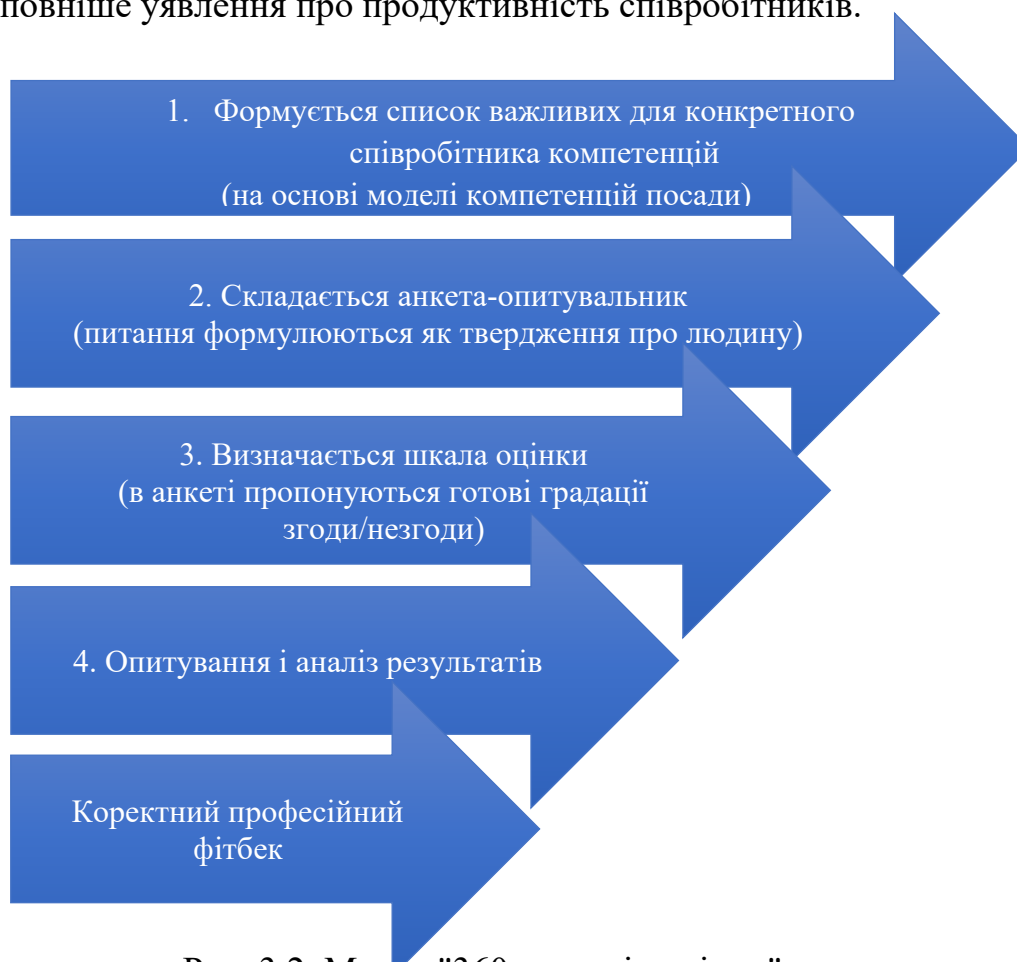 повніше уявлення про продуктивність співробітників.
1. Формується список важливих для конкретного
співробітника компетенцій
(на основі моделі компетенцій посади)
2. Складається анкета-опитувальник
(питання формулюються як твердження про людину)
3. Визначається шкала оцінки
(в анкеті пропонуються готові градації
згоди/незгоди)
4. Опитування і аналіз результатів
Коректний професійний
фітбек
3.2. "360